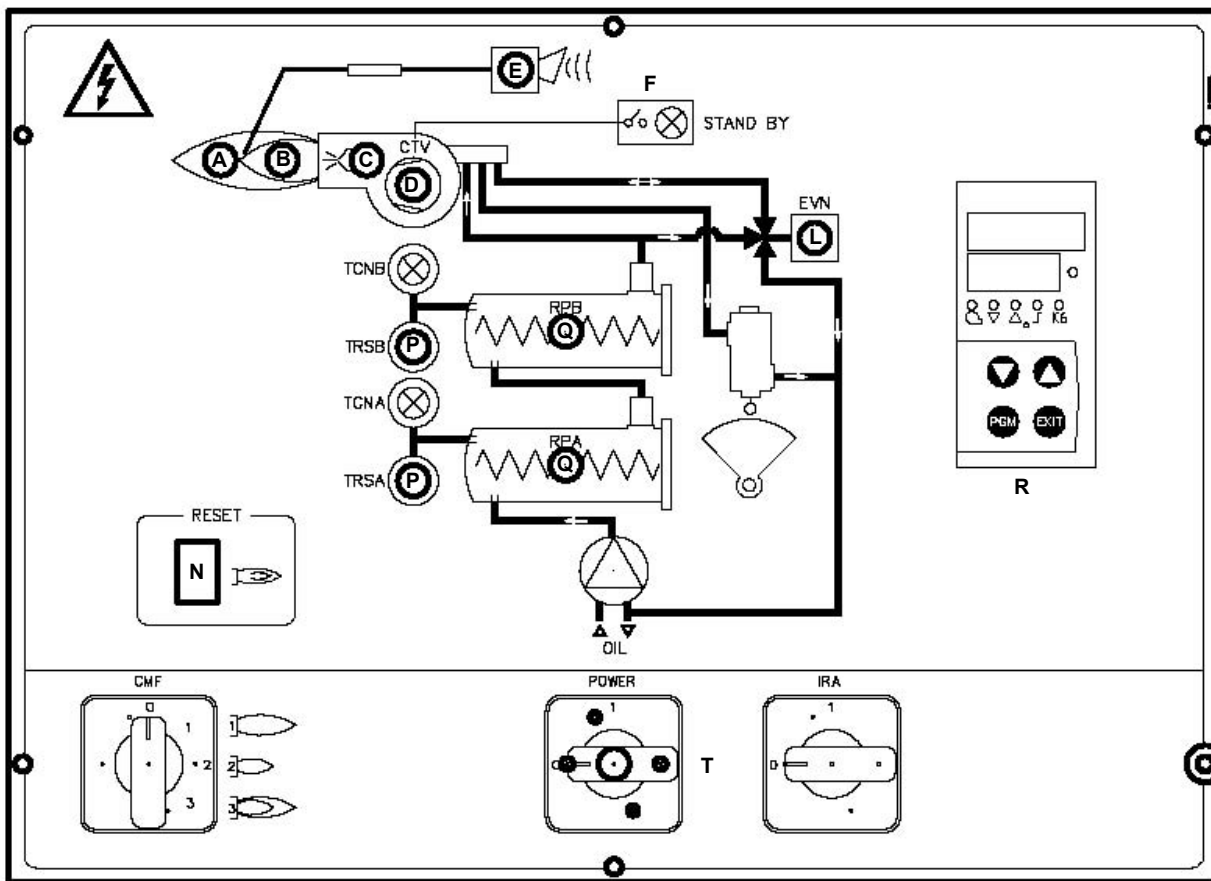 E
F
STAND BY
A
B
C
CTV
D
EVN
L
TCNB
RPB
Q
TRSB
P
K6
TCNA
RPA
Q
TRSA
P
PGM
EXIT
R
RESET
N
OIL
CMF
POWER
IRA
0
1
1
1
1
2
2
0
T
0
3
3